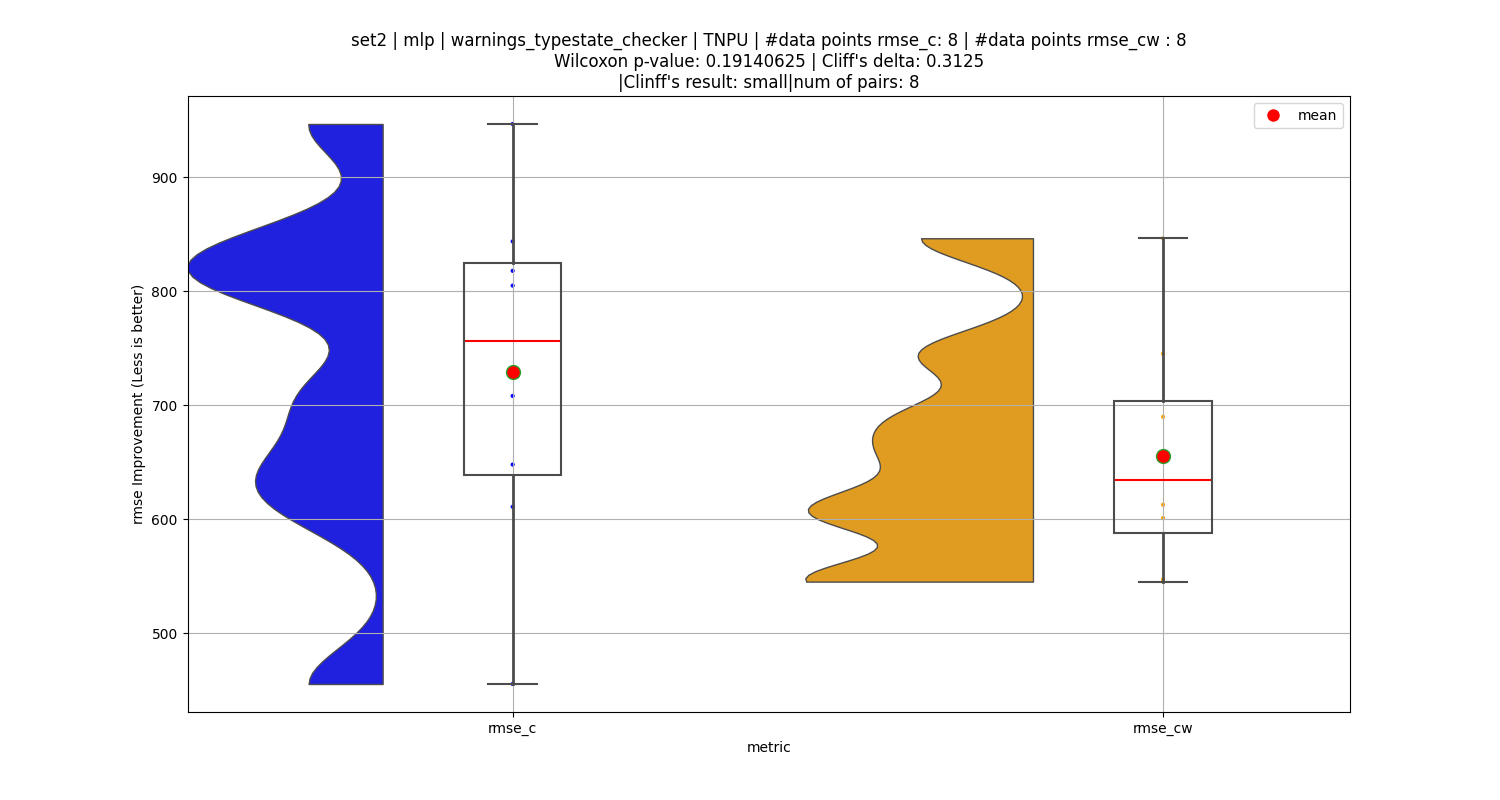 set2 | mlp | warnings_typestate_checker | TNPU | #data points rmse_c: 8 | #data points rmse_cw : 8
Wilcoxon p-value: 0.19140625 | Cliff's delta: 0.3125
|Clinff's result: small|num of pairs: 8
mean
900
800
700
600
500
rmse Improvement (Less is better)
rmse_c
rmse_cw
metric